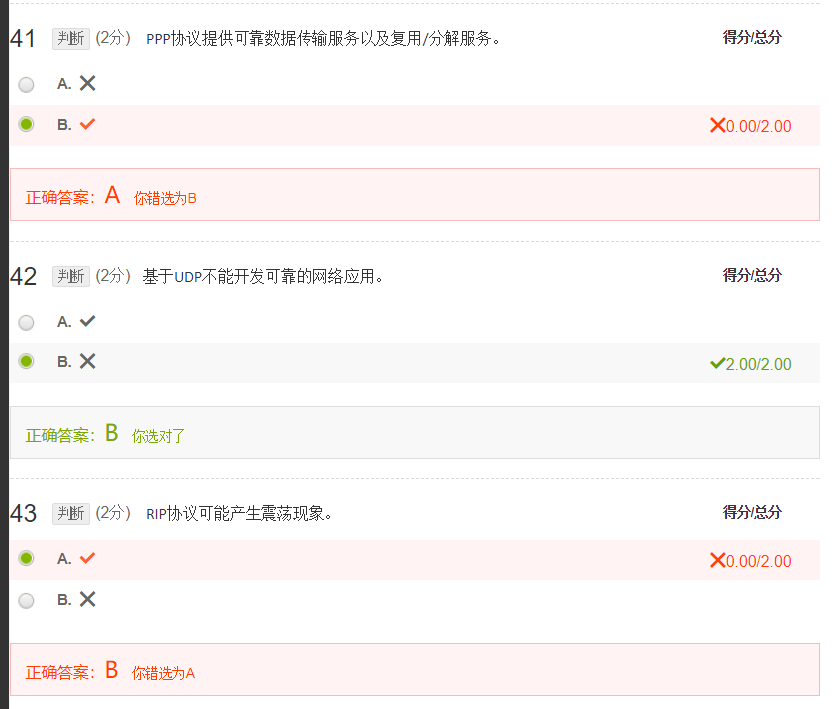 41 判断 (2分) PPP协议提供可靠数据传输服务以及复用/分解服务。 得分/总分
A. ✕
B. ✓ ✕0.00/2.00
正确答案：A 你错选为B
42 判断 (2分) 基于UDP不能开发可靠的网络应用。 得分/总分
A. ✓
B. ✕ ✓2.00/2.00
正确答案：B 你选对了
43 判断 (2分) RIP协议可能产生震荡现象。 得分/总分
A. ✓ ✕0.00/2.00
B. ✕
正确答案：B 你错选为A